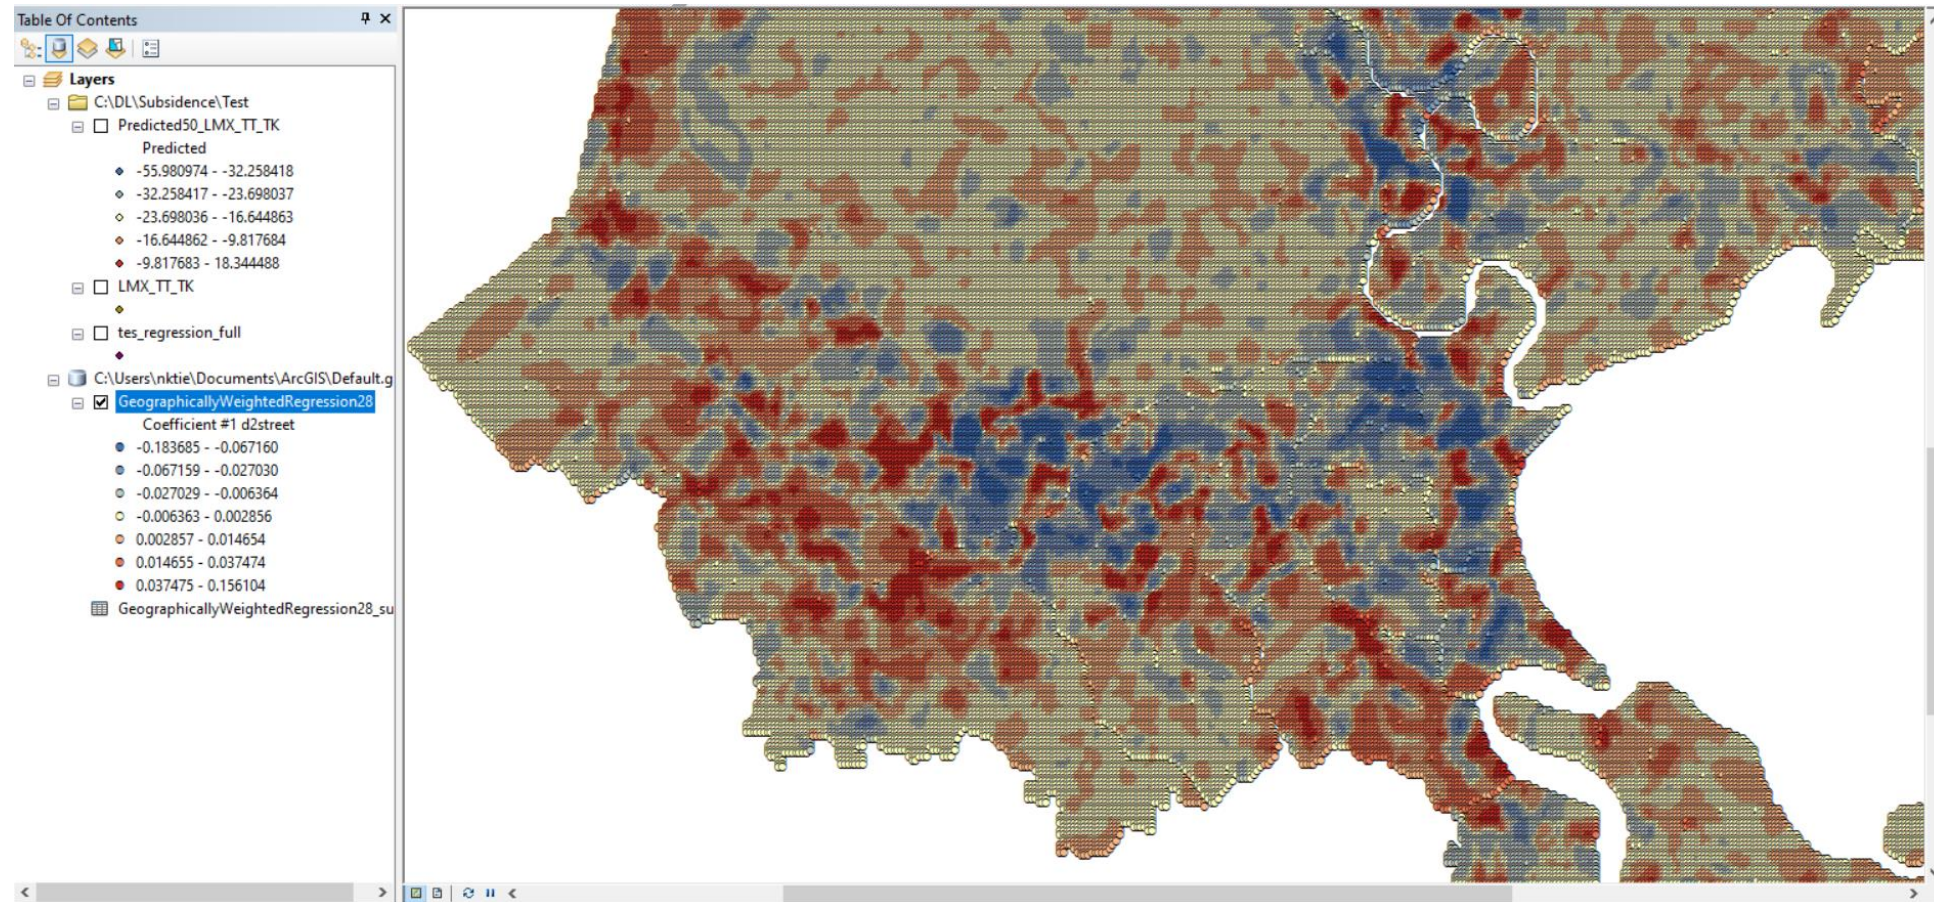 Table Of Contents
Layers
C:\DL\Subsidence\Test
Predicted50_LMX_TT_TK
Predicted
-55.980974 - -32.258418
-32.258417 - -23.698037
-23.698036 - -16.644863
-16.644862 - -9.817684
-9.817683 - 18.344488
LMX_TT_TK
tes_regression_full
C:\Users\nktie\Documents\ArcGIS\Default.g
GeographicallyWeightedRegression28
Coefficient #1 d2street
-0.183685 - -0.067160
-0.067159 - -0.027030
-0.027029 - -0.006364
-0.006363 - 0.002856
0.002857 - 0.014654
0.014655 - 0.037474
0.037475 - 0.156104
GeographicallyWeightedRegression28_su